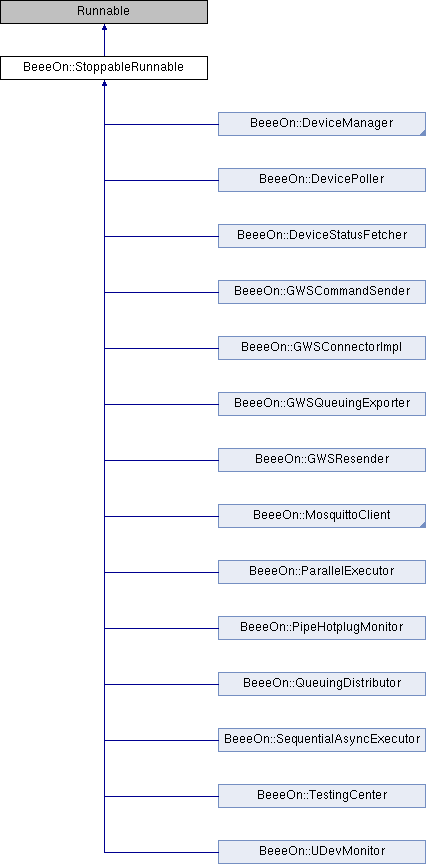 Runnable
BeeeOn::StoppableRunnable
BeeeOn::DeviceManager
BeeeOn::DevicePoller
BeeeOn::DeviceStatusFetcher
BeeeOn::GWSCommandSender
BeeeOn::GWSConnectorImpl
BeeeOn::GWSQueuingExporter
BeeeOn::GWSResender
BeeeOn::MosquittoClient
BeeeOn::ParallelExecutor
BeeeOn::PipeHotplugMonitor
BeeeOn::QueuingDistributor
BeeeOn::SequentialAsyncExecutor
BeeeOn::TestingCenter
BeeeOn::UDevMonitor